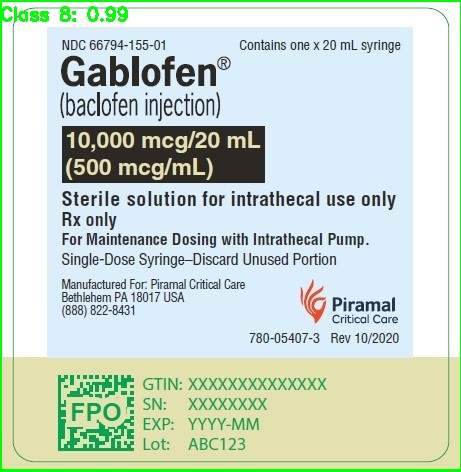 Class 8: 0.99
NDC 66794-155-01 Contains one x 20 mL syringe
Gablofen®
(baclofen injection)
10,000 mcg/20 mL
(500 mcg/mL)
Sterile solution for intrathecal use only
Rx only
For Maintenance Dosing with Intrathecal Pump.
Single-Dose Syringe–Discard Unused Portion
Manufactured For: Piramal Critical Care
Bethlehem PA 18017 USA
(888) 822-8431
Piramal
Critical Care
780-05407-3 Rev 10/2020
FPO
GTIN: XXXXXXXXXXXXXX
SN: XXXXXXXX
EXP: YYYY-MM
Lot: ABC123